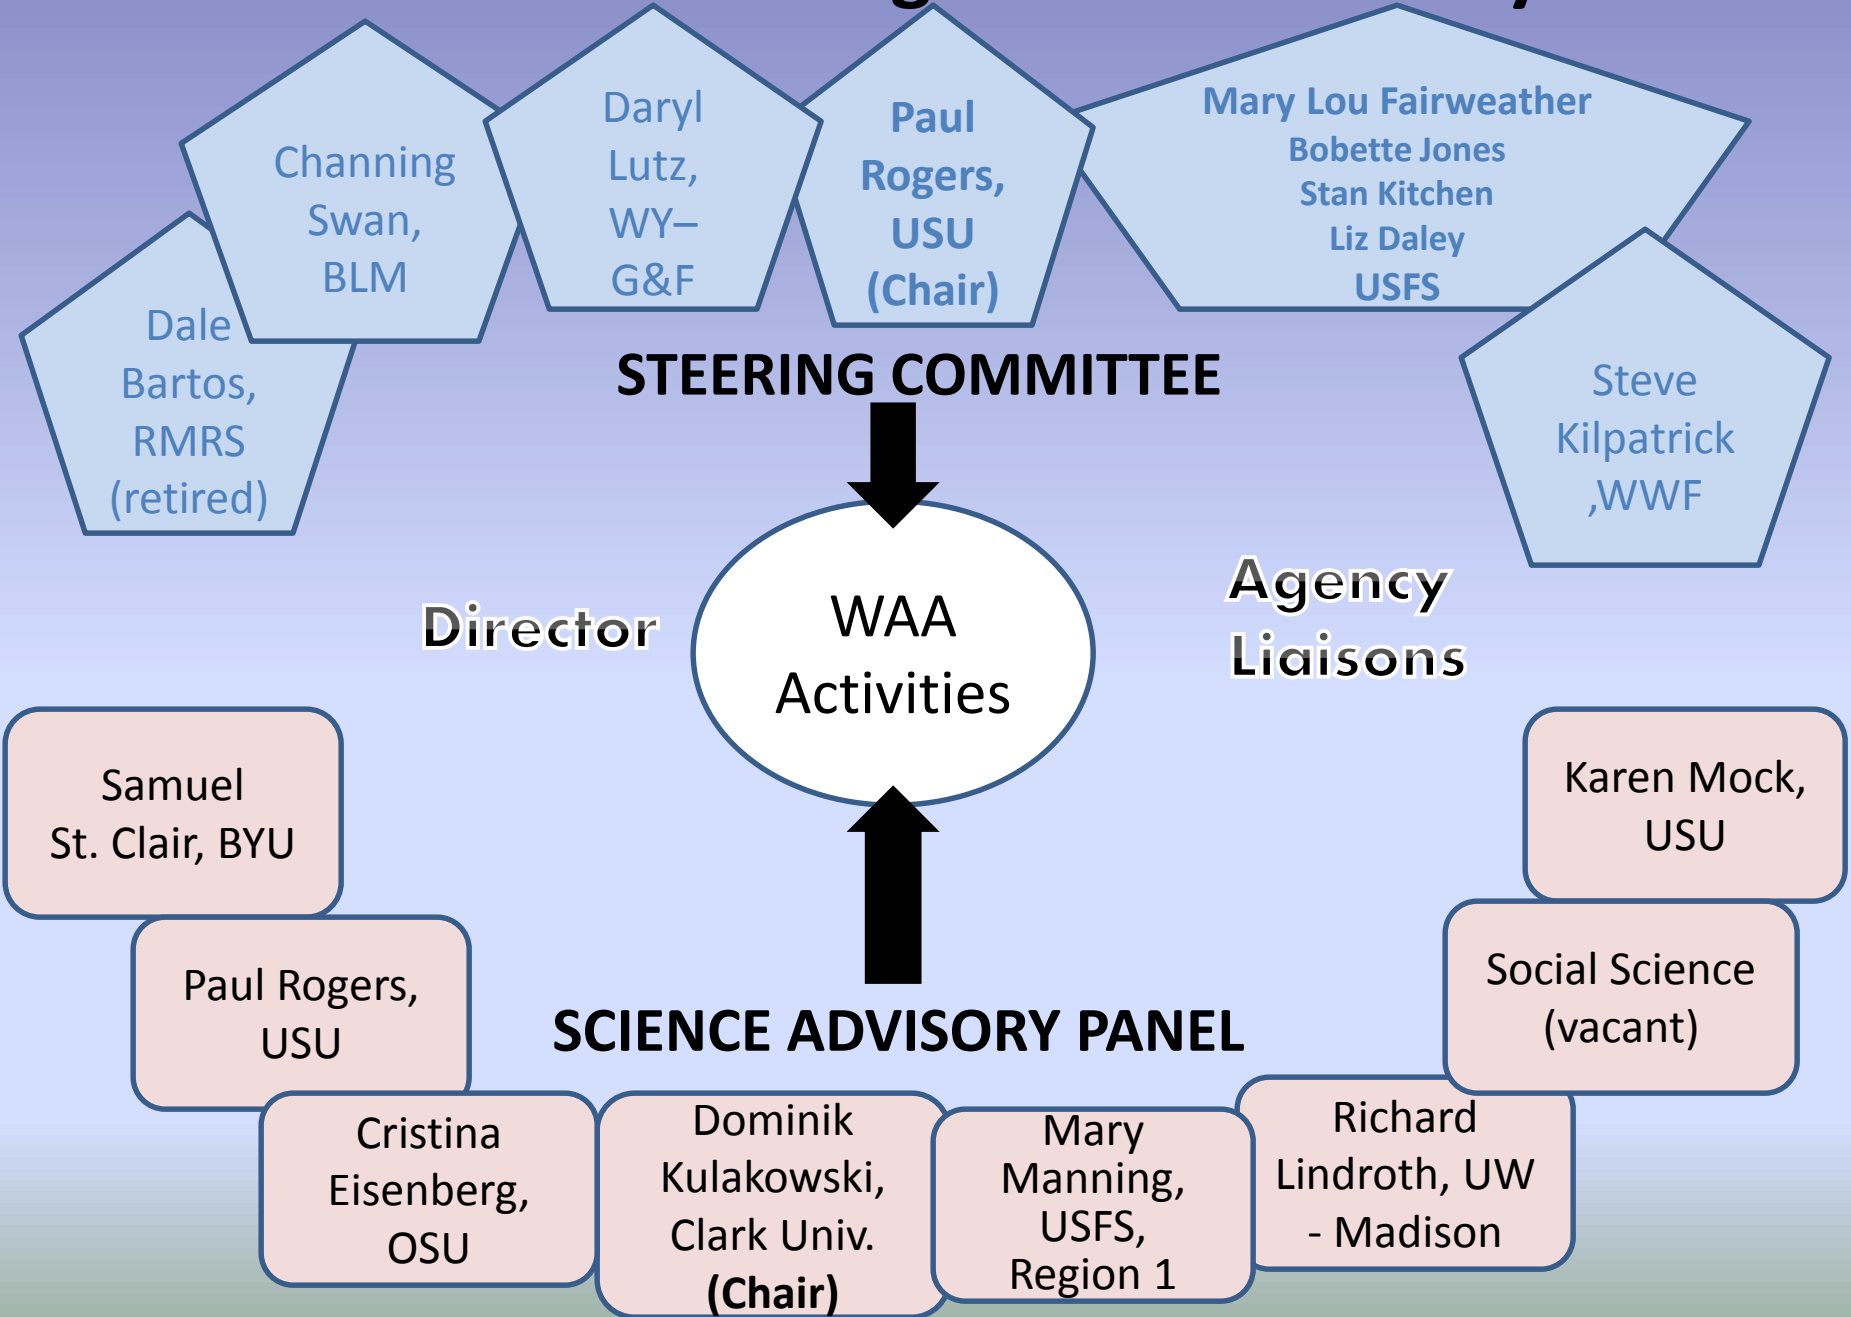 Channing
Swan,
BLM
Daryl
Lutz,
WY–
G&F
Paul
Rogers,
USU
(Chair)
Mary Lou Fairweather
Bobette Jones
Stan Kitchen
Liz Daley
USFS
Dale
Bartos,
RMRS
(retired)
Steve
Kilpatrick
,WWF
STEERING COMMITTEE
Director
WAA
Activities
Agency
Liaisons
Samuel
St. Clair, BYU
Karen Mock,
USU
Paul Rogers,
USU
Social Science
(vacant)
SCIENCE ADVISORY PANEL
Cristina
Eisenberg,
OSU
Dominik
Kulakowski,
Clark Univ.
(Chair)
Mary
Manning,
USFS,
Region 1
Richard
Lindroth, UW
- Madison